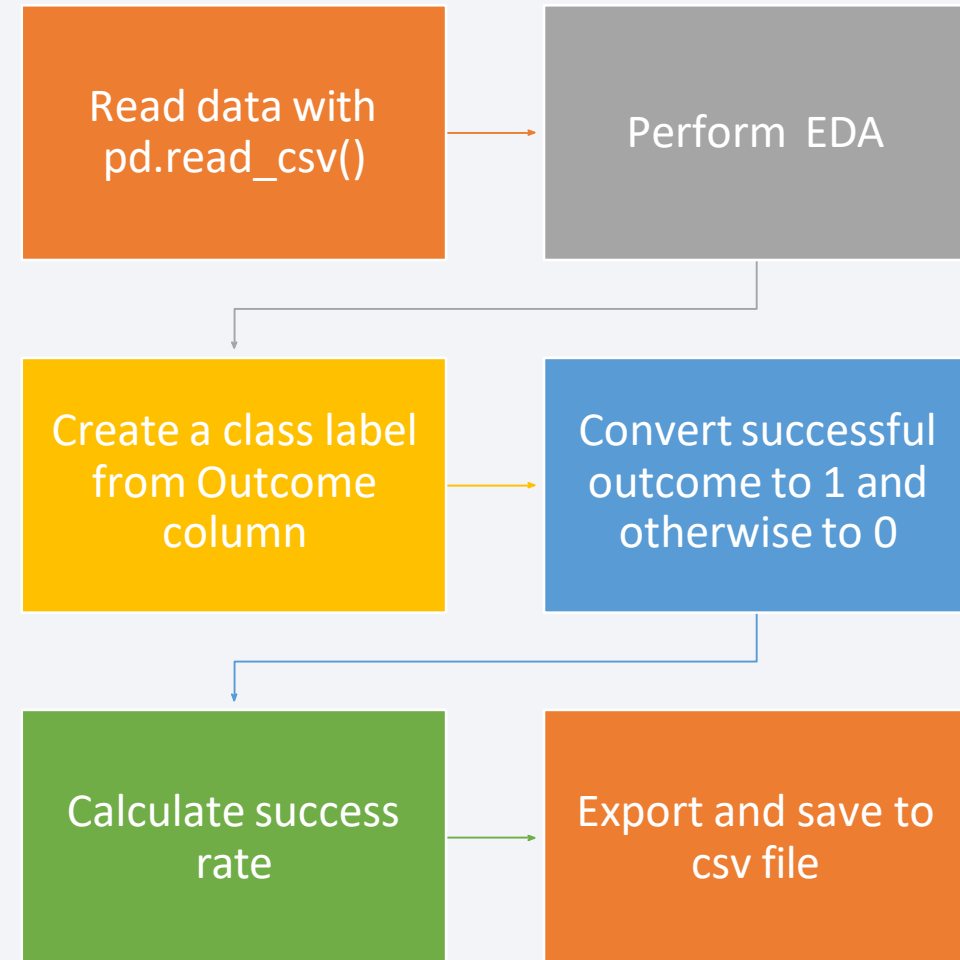 Read data with
pd.read_csv()
Perform EDA
Create a class label
from Outcome
column
Convert successful
outcome to 1 and
otherwise to 0
Calculate success
rate
Export and save to
csv file